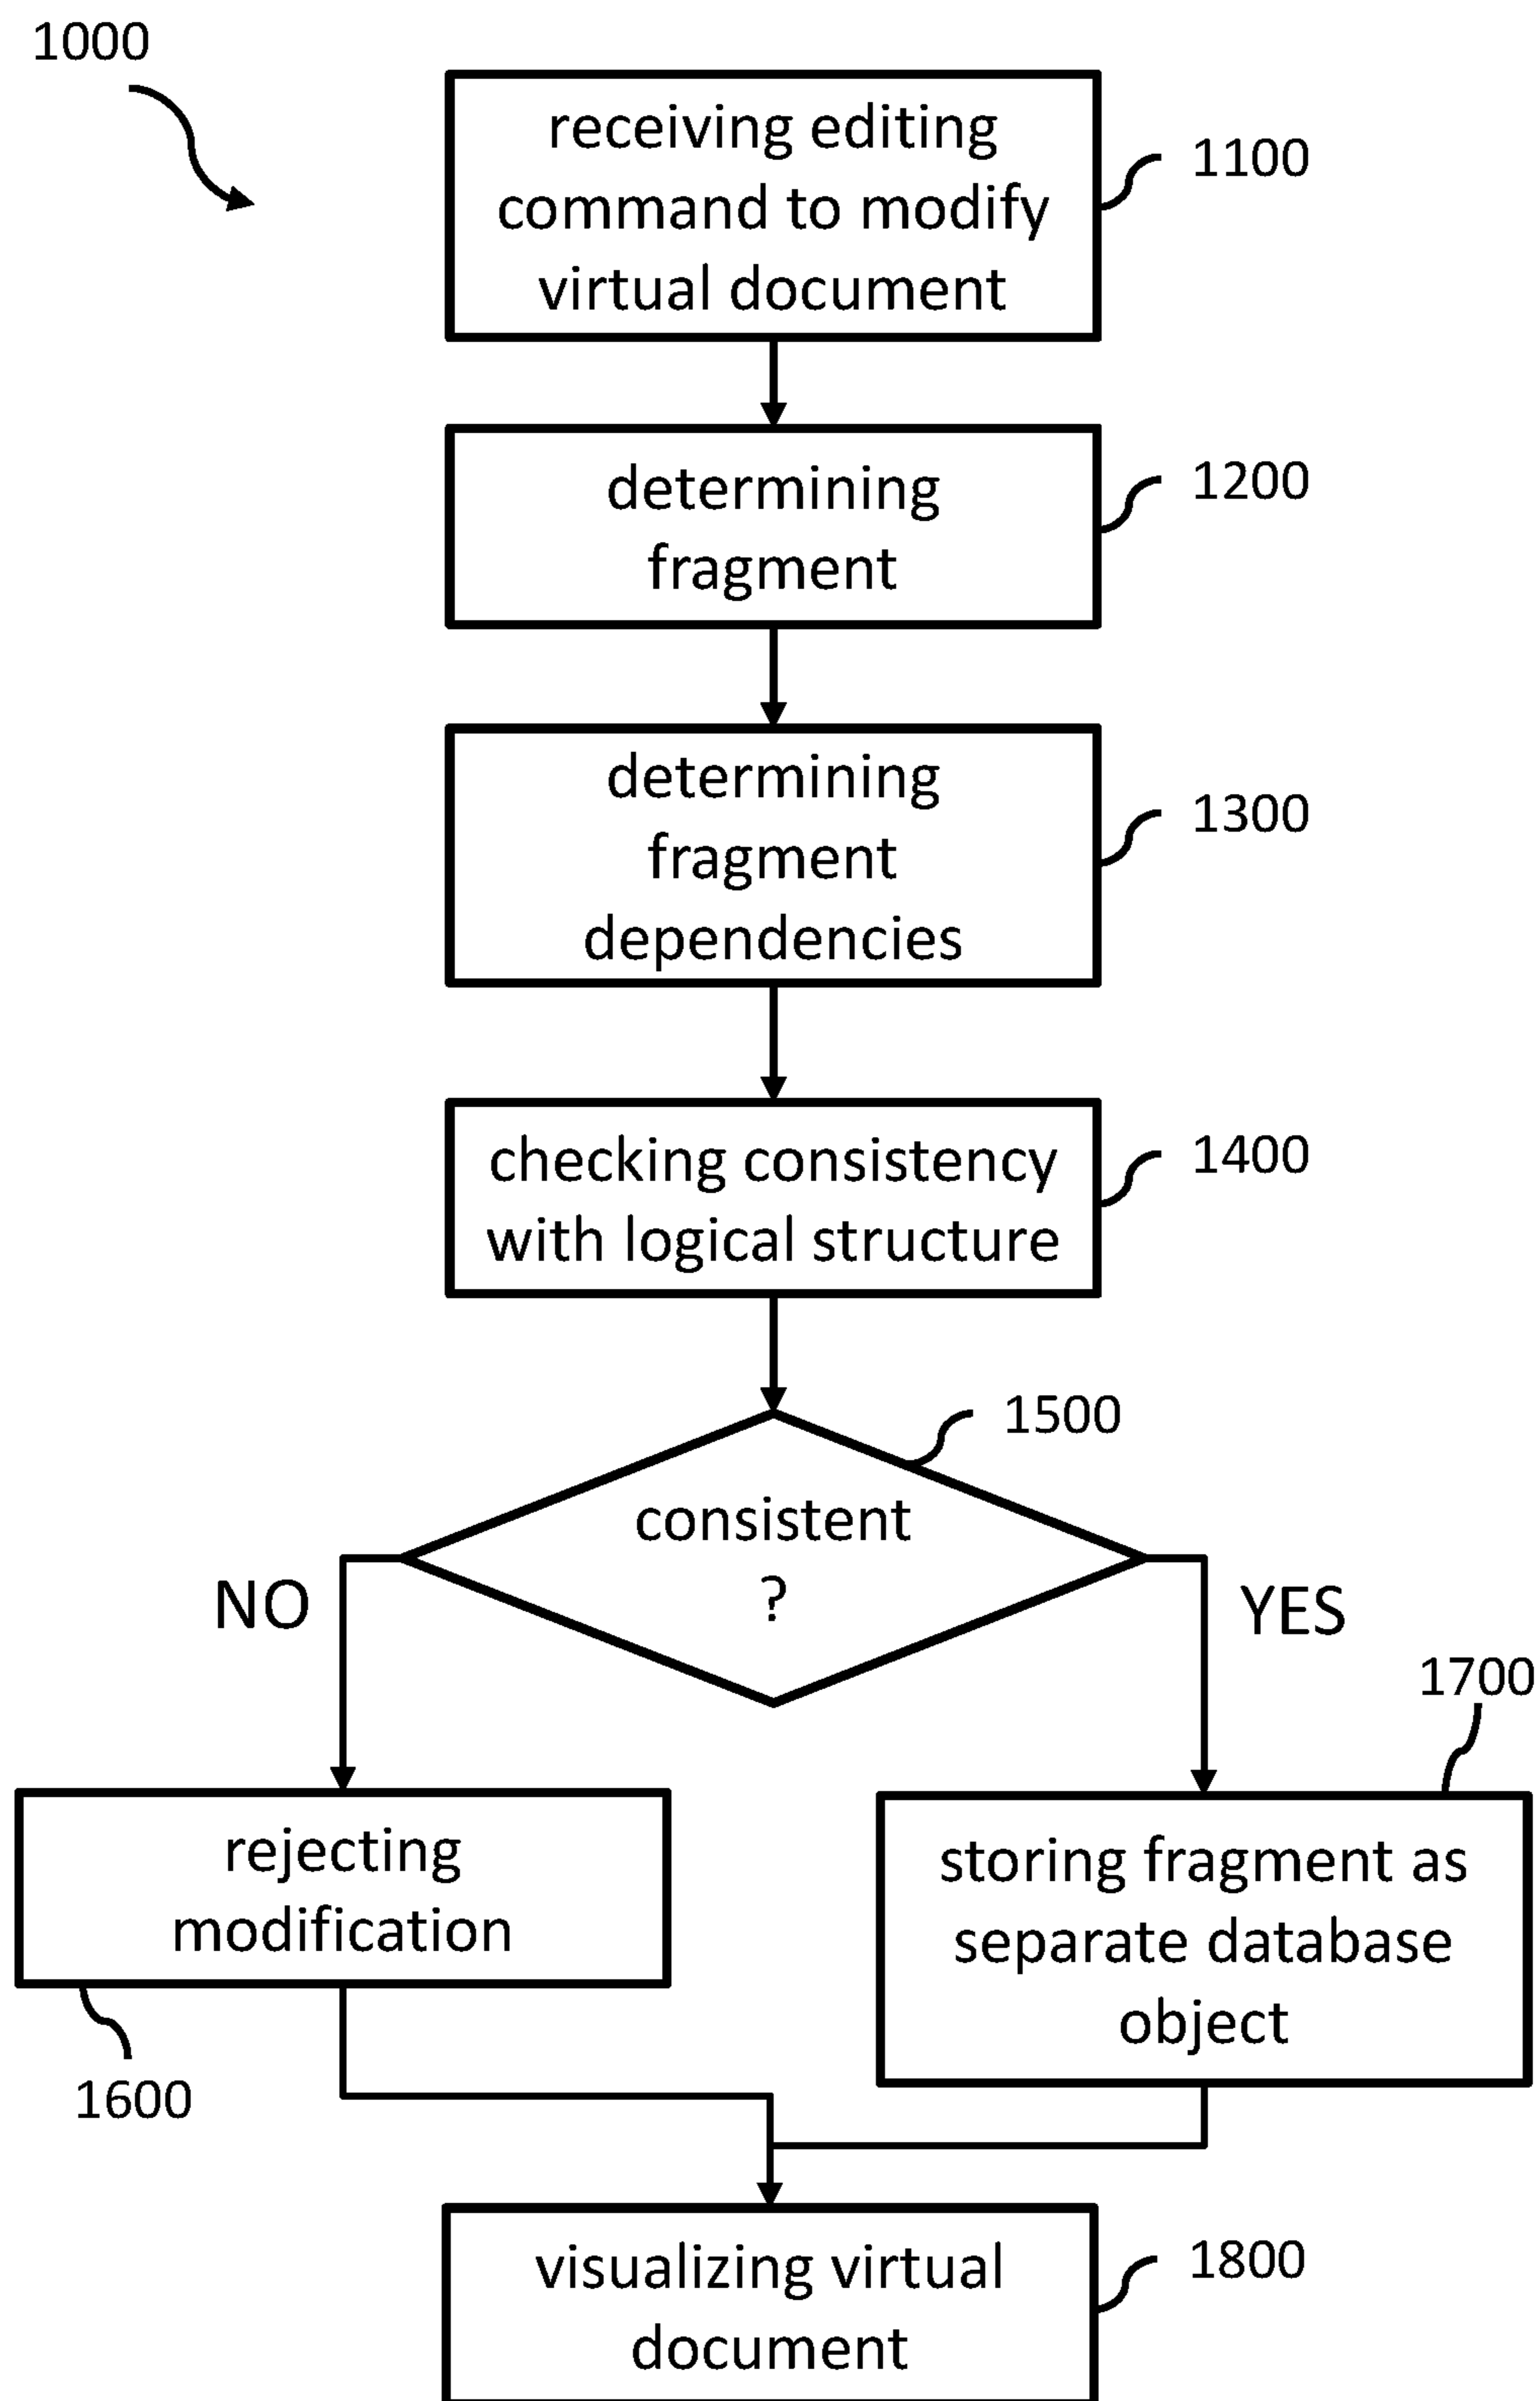 1000
receiving editing
command to modify
virtual document
1100
determining
fragment
1200
determining
fragment
dependencies
1300
checking consistency
with logical structure
1400
1500
consistent
?
NO
YES
1700
rejecting
modification
1600
storing fragment as
separate database
object
visualizing virtual
document
1800